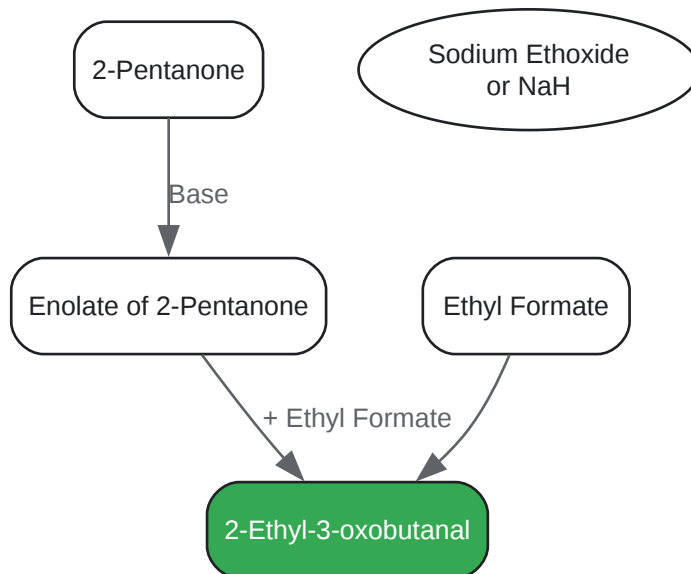 2-Pentanone
Sodium Ethoxide
or NaH
Base
Enolate of 2-Pentanone
Ethyl Formate
+ Ethyl Formate
2-Ethyl-3-oxobutanal